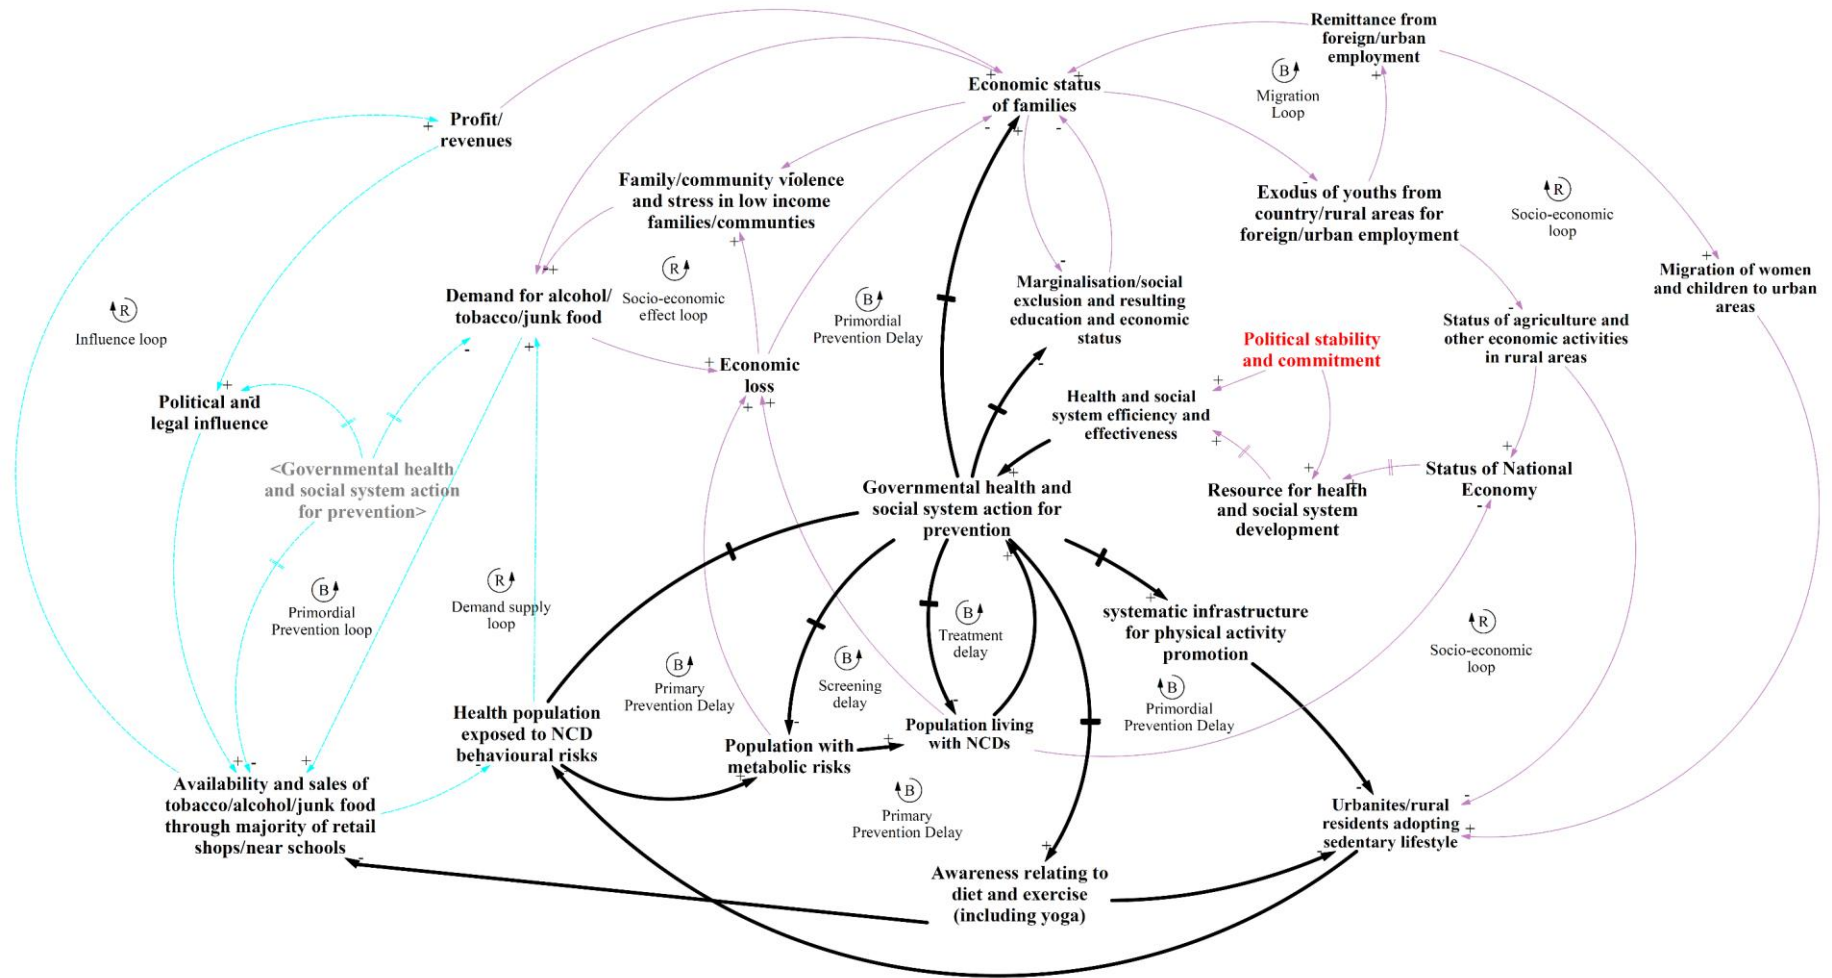 Remittance from
foreign/urban
employment
B
Migration
Loop
Economic status
of families
Profit/
revenues
Family/community violence
and stress in low income
families/communties
Exodus of youths from
country/rural areas for
foreign/urban employment
R
Socio-economic
loop
Migration of women
and children to urban
areas
R
Influence loop
Demand for alcohol/
tobacco/junk food
R
Socio-economic
effect loop
B
Primordial
Prevention Delay
Marginalisation/social
exclusion and resulting
education and economic
status
Political stability
and commitment
Status of agriculture and
other economic activities
in rural areas
Economic
loss
Political and
legal influence
Health and social
system efficiency and
effectiveness
<Governmental health
and social system action
for prevention>
Governmental health and
social system action for
prevention
Resource for health
and social system
development
Status of National
Economy
B
Primordial
Prevention loop
R
Demand supply
loop
B
Treatment
delay
systematic infrastructure
for physical activity
promotion
R
Socio-economic
loop
B
Primary
Prevention Delay
B
Screening
delay
B
Primordial
Prevention Delay
Health population
exposed to NCD
behavioural risks
Population with
metabolic risks
Population living
with NCDs
B
Primary
Prevention Delay
Availability and sales of
tobacco/alcohol/junk food
through majority of retail
shops/near schools
Urbanites/rural
residents adopting
sedentary lifestyle
Awareness relating to
diet and exercise
(including yoga)